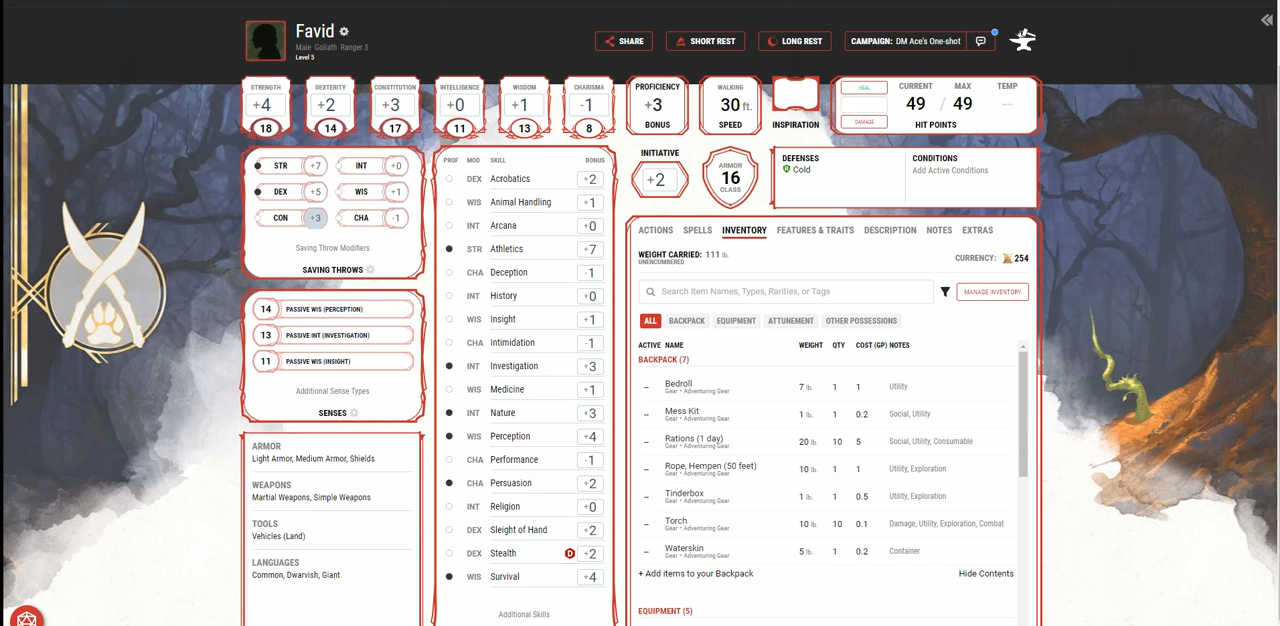 Favid
Male Goliath Ranger 5
Level 5
SHARE
SHORT REST
LONG REST
CAMPAIGN: DM Ace's One-shot
STRENGTH
+4
18
DEXTERITY
+2
14
CONSTITUTION
+3
17
INTELLIGENCE
+0
11
WISDOM
+1
13
CHARISMA
-1
8
PROFICIENCY
+3
BONUS
WALKING
30 ft.
SPEED
INSPIRATION
HEAL
DAMAGE
CURRENT MAX TEMP
49 / 49 --
HIT POINTS
STR +7 INT +0
DEX +5 WIS +1
CON +3 CHA -1
Saving Throw Modifiers
SAVING THROWS
14 PASSIVE WIS (PERCEPTION)
13 PASSIVE INT (INVESTIGATION)
11 PASSIVE WIS (INSIGHT)
Additional Sense Types
SENSES
ARMOR
Light Armor, Medium Armor, Shields
WEAPONS
Martial Weapons, Simple Weapons
TOOLS
Vehicles (Land)
LANGUAGES
Common, Dwarvish, Giant
PROF MOD SKILL BONUS
DEX Acrobatics +2
WIS Animal Handling +1
INT Arcana +0
STR Athletics +7
CHA Deception -1
INT History +0
WIS Insight +1
CHA Intimidation -1
INT Investigation +3
WIS Medicine +1
INT Nature +3
WIS Perception +4
CHA Performance -1
CHA Persuasion +2
INT Religion +0
DEX Sleight of Hand +2
DEX Stealth D +2
WIS Survival +4
Additional Skills
INITIATIVE
+2
ARMOR
16
CLASS
DEFENSES
Cold
CONDITIONS
Add Active Conditions
ACTIONS SPELLS INVENTORY FEATURES & TRAITS DESCRIPTION NOTES EXTRAS
WEIGHT CARRIED: 111 lb.
UNENCUMBERED
CURRENCY: 254
Search Item Names, Types, Rarities, or Tags
MANAGE INVENTORY
ALL BACKPACK EQUIPMENT ATTUNEMENT OTHER POSSESSIONS
ACTIVE NAME WEIGHT QTY COST (GP) NOTES
BACKPACK (7)
-- Bedroll 7 lb. 1 1 Utility
Gear • Adventuring Gear
-- Mess Kit 1 lb. 1 0.2 Social, Utility
Gear • Adventuring Gear
-- Rations (1 day) 20 lb. 10 5 Social, Utility, Consumable
Gear • Adventuring Gear
-- Rope, Hempen (50 feet) 10 lb. 1 1 Utility, Exploration
Gear • Adventuring Gear
-- Tinderbox 1 lb. 1 0.5 Utility, Exploration
Gear • Adventuring Gear
-- Torch 10 lb. 10 0.1 Damage, Utility, Exploration, Combat
Gear • Adventuring Gear
-- Waterskin 5 lb. 1 0.2 Container
Gear • Adventuring Gear
+ Add items to your Backpack Hide Contents
EQUIPMENT (5)